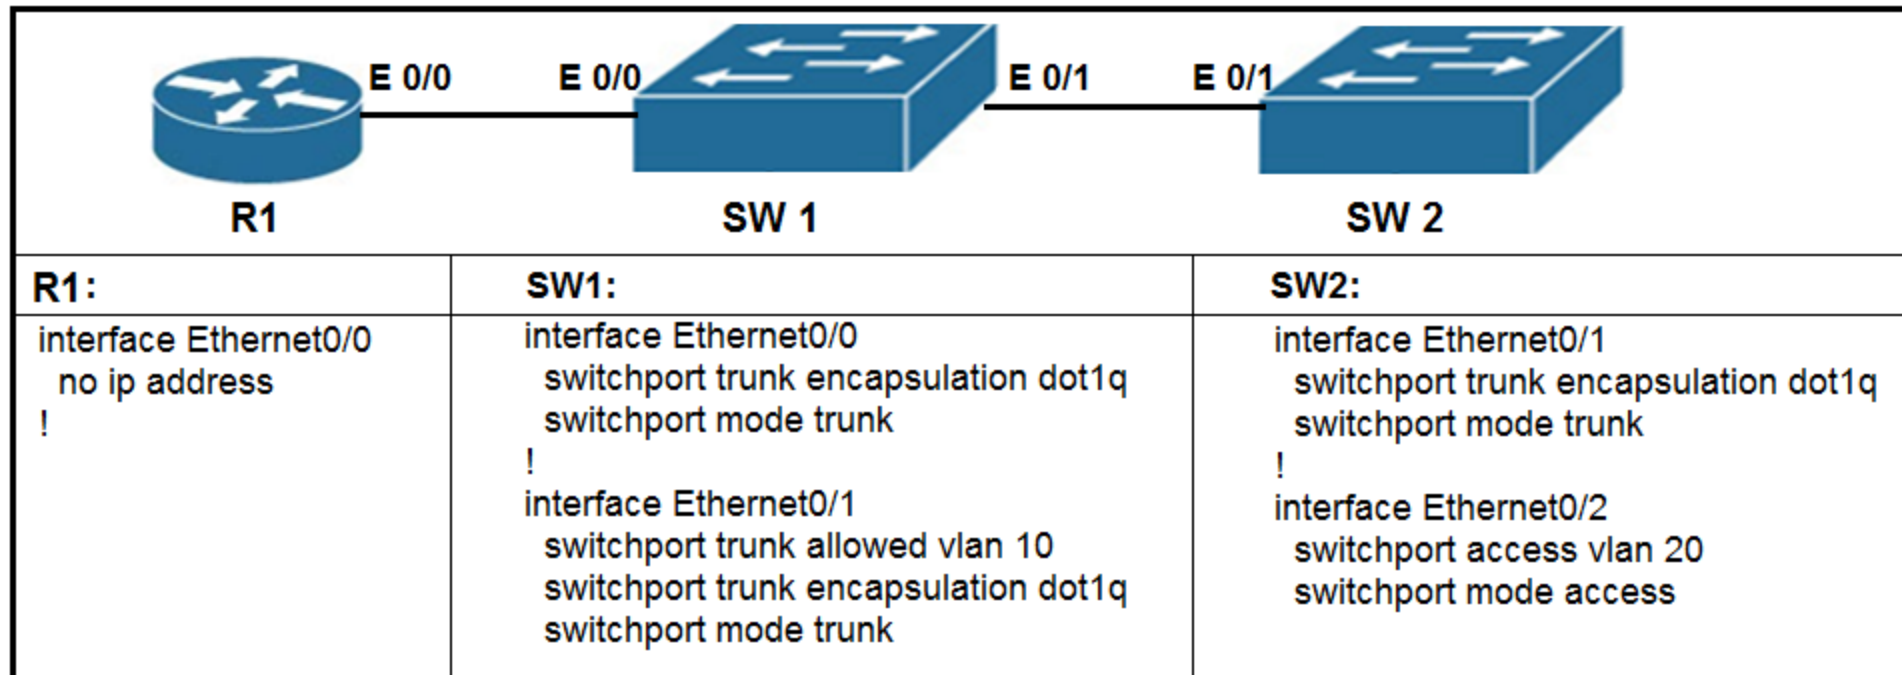 E 0/0
E 0/0
E 0/1
E 0/1
R1
SW 1
SW 2
R1:
interface Ethernet0/0
no ip address
!
SW1:
interface Ethernet0/0
switchport trunk encapsulation dot1q
switchport mode trunk
!
interface Ethernet0/1
switchport trunk allowed vlan 10
switchport trunk encapsulation dot1q
switchport mode trunk
SW2:
interface Ethernet0/1
switchport trunk encapsulation dot1q
switchport mode trunk
!
interface Ethernet0/2
switchport access vlan 20
switchport mode access